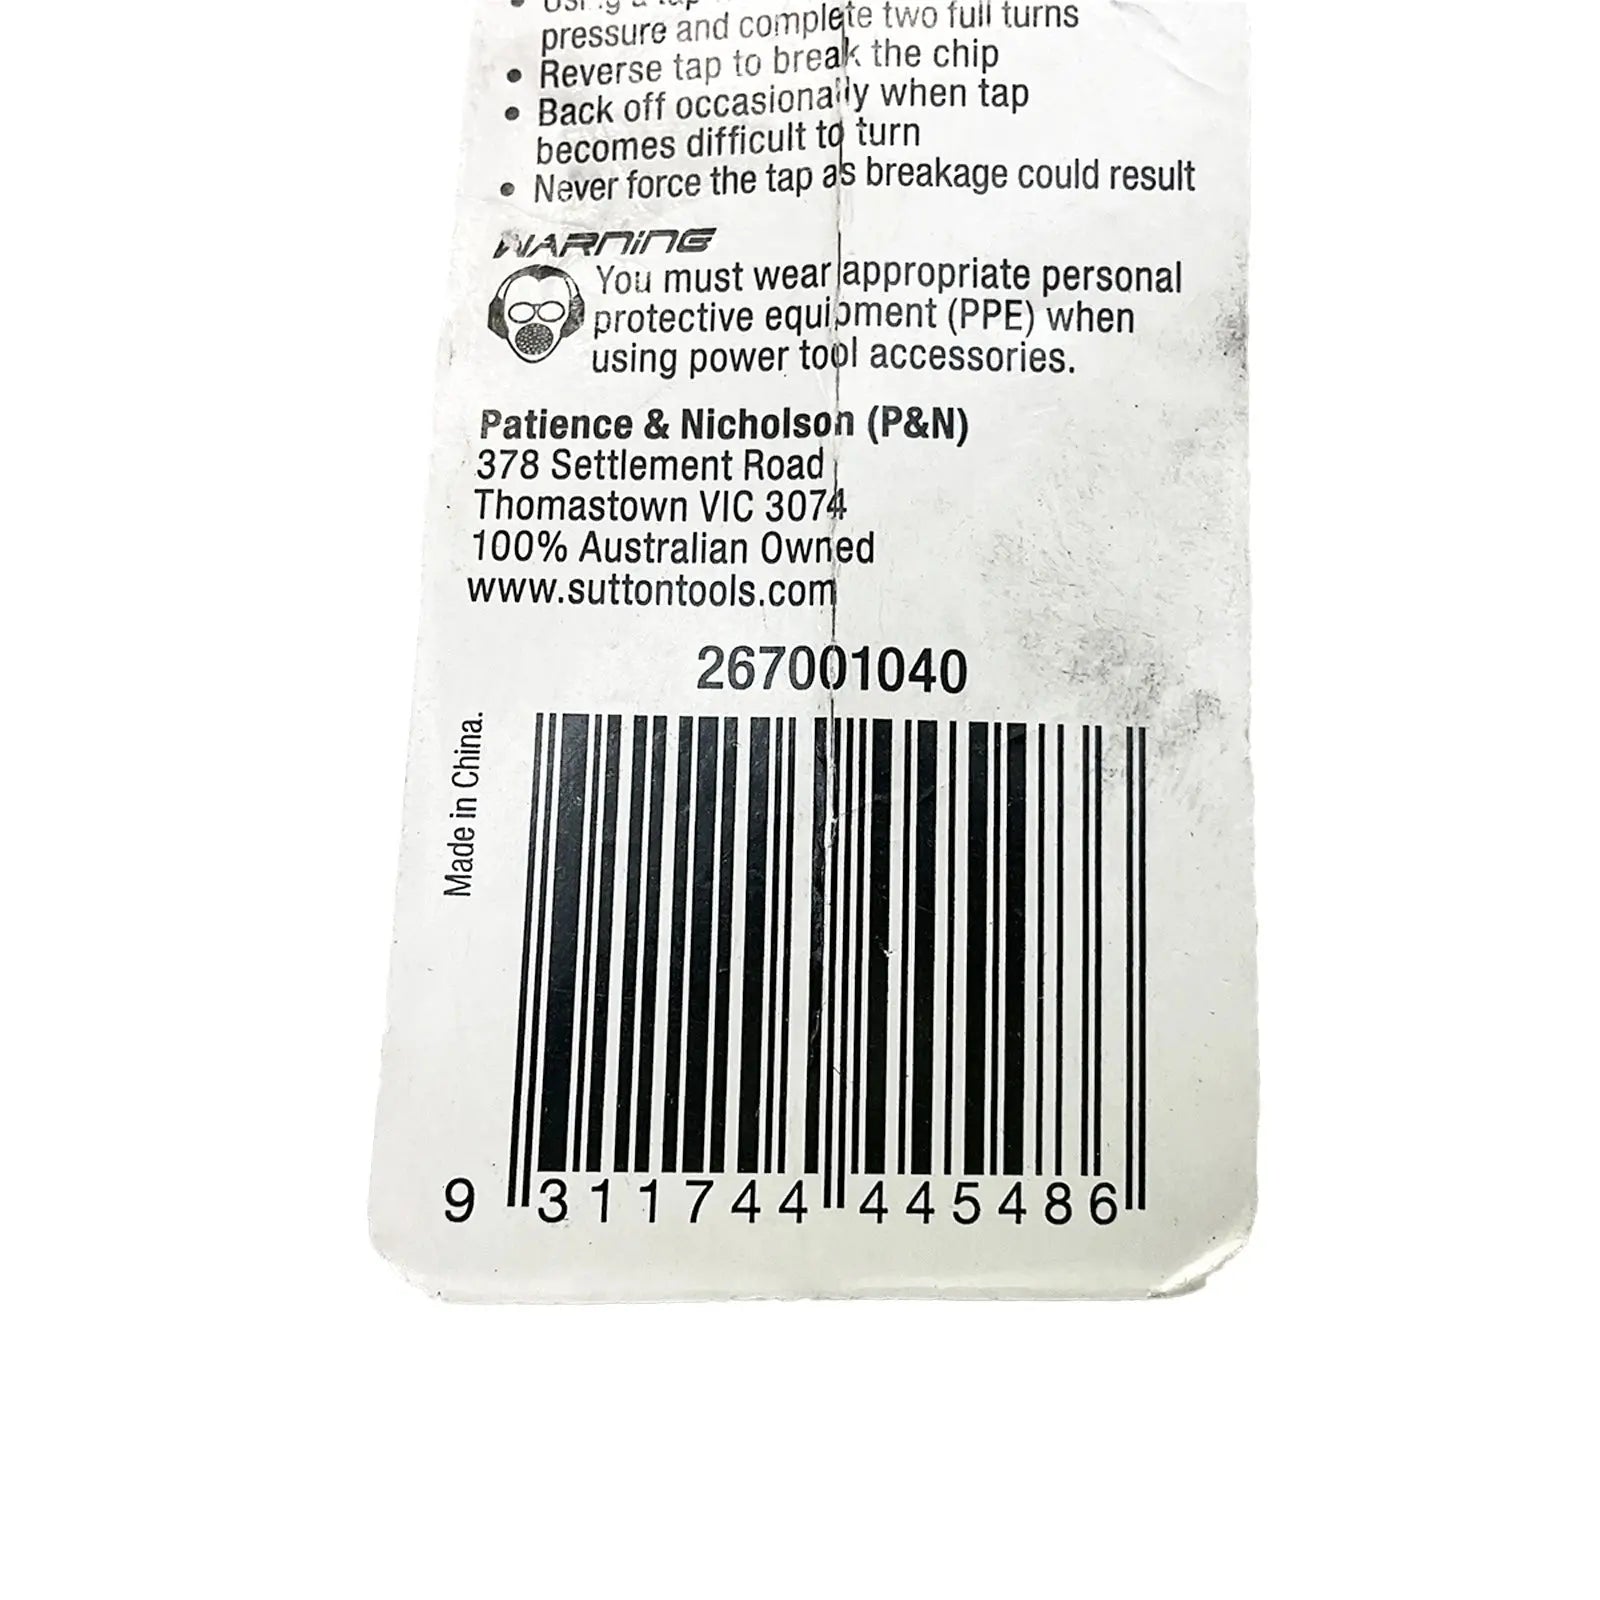 pressure and complete two full turns
• Reverse tap to break the chip
• Back off occasionally when tap
becomes difficult to turn
• Never force the tap as breakage could result
WARNING
You must wear appropriate personal
protective equipment (PPE) when
using power tool accessories.
Patience & Nicholson (P&N)
378 Settlement Road
Thomastown VIC 3074
100% Australian Owned
www.suttontools.com
267001040
Made in China.
9 311744 445486